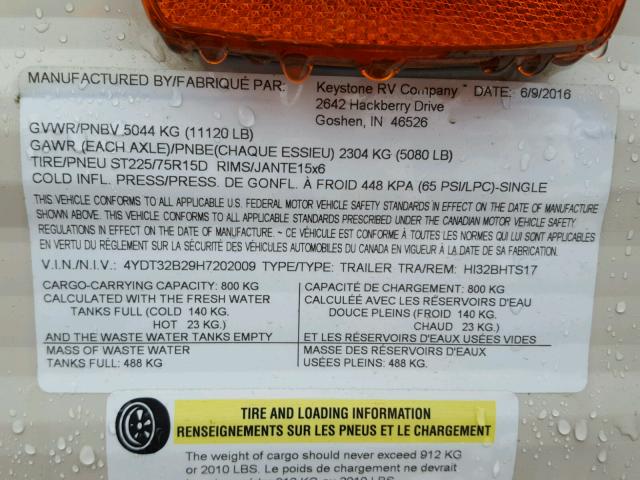 MANUFACTURED BY/FABRIQUÉ PAR: Keystone RV Company DATE: 6/9/2016
2642 Hackberry Drive
Goshen, IN 46526
GVWR/PNBV 5044 KG (11120 LB)
GAWR (EACH AXLE)/PNBE(CHAQUE ESSIEU) 2304 KG (5080 LB)
TIRE/PNEU ST225/75R15D RIMS/JANTE15x6
COLD INFL. PRESS/PRESS. DE GONFL. À FROID 448 KPA (65 PSI/LPC)-SINGLE
THIS VEHICLE CONFORMS TO ALL APPLICABLE U.S. FEDERAL MOTOR VEHICLE SAFETY STANDARDS IN EFFECT ON THE DATE OF MANUFACTURE
SHOWN ABOVE. THIS VEHICLE CONFORMS TO ALL APPLICABLE STANDARDS PRESCRIBED UNDER THE CANADIAN MOTOR VEHICLE SAFETY
REGULATIONS IN EFFECT ON THE DATE OF MANUFACTURE ~ CE VÉHICULE EST CONFORME À TOUTES LES NORMES QUI LUI SONT APPLICABLES
EN VERTU DU RÈGLEMENT SUR LA SÉCURITÉ DES VÉHICULES AUTOMOBILES DU CANADA EN VIGUEUR À LA DATE DE SA FABRICATION
V.I.N./N.I.V.: 4YDT32B29H7202009 TYPE/TYPE: TRAILER TRA/REM: HI32BHTS17
CARGO-CARRYING CAPACITY: 800 KG
CALCULATED WITH THE FRESH WATER
TANKS FULL (COLD 140 KG.
HOT 23 KG.)
AND THE WASTE WATER TANKS EMPTY
MASS OF WASTE WATER
TANKS FULL: 488 KG
CAPACITÉ DE CHARGEMENT: 800 KG
CALCULÉE AVEC LES RÉSERVOIRS D'EAU
DOUCE PLEINS (FROID 140 KG.
CHAUD 23 KG.)
ET LES RÉSERVOIRS D'EAUX USÉES VIDES
MASSE DES RÉSERVOIRS D'EAUX
USÉES PLEINS: 488 KG.
TIRE AND LOADING INFORMATION
RENSEIGNEMENTS SUR LES PNEUS ET LE CHARGEMENT
The weight of cargo should never exceed 912 KG
or 2010 LBS. Le poids de chargement ne devrait